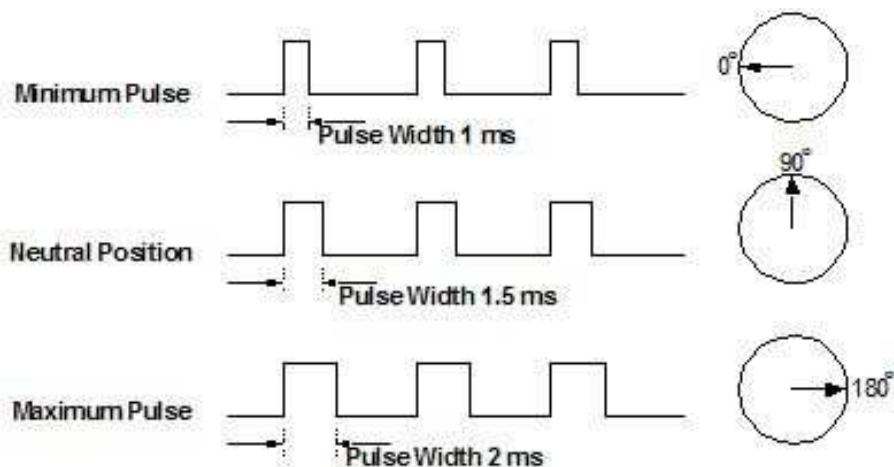 0°
Minimum Pulse
Pulse Width 1 ms
90°
Neutral Position
Pulse Width 1.5 ms
180°
Maximum Pulse
Pulse Width 2 ms